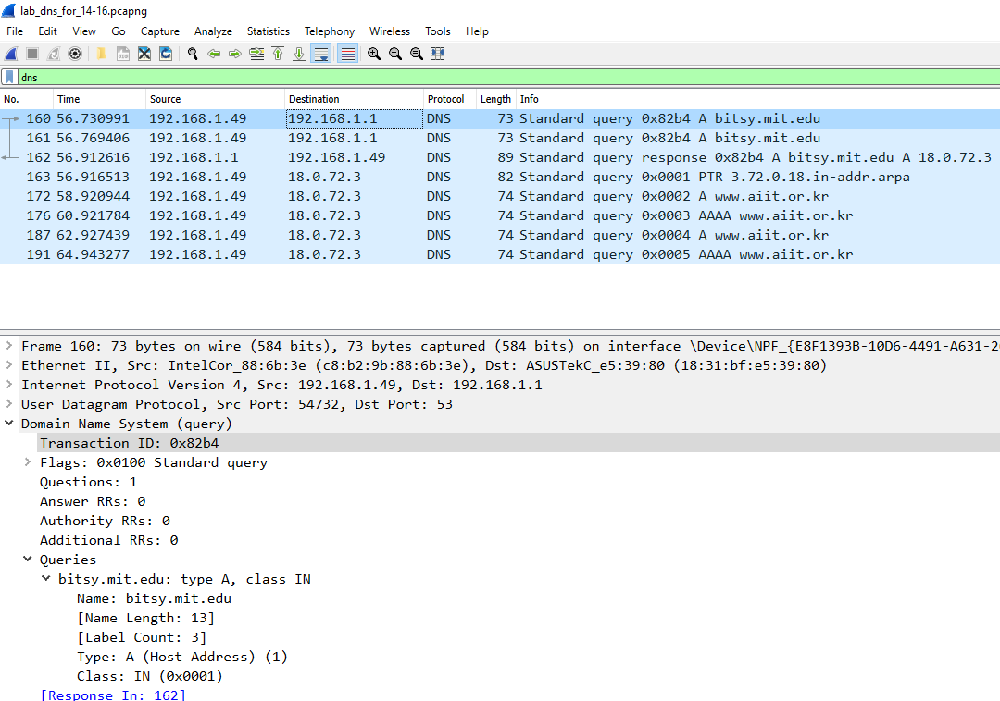 lab_dns_for_14-16.pcapng
File Edit View Go Capture Analyze Statistics Telephony Wireless Tools Help
dns
No. Time Source Destination Protocol Length Info
160 56.730991 192.168.1.49 192.168.1.1 DNS 73 Standard query 0x82b4 A bitsy.mit.edu
161 56.769406 192.168.1.49 192.168.1.1 DNS 73 Standard query 0x82b4 A bitsy.mit.edu
162 56.912616 192.168.1.1 192.168.1.49 DNS 89 Standard query response 0x82b4 A bitsy.mit.edu A 18.0.72.3
163 56.916513 192.168.1.49 18.0.72.3 DNS 82 Standard query 0x0001 PTR 3.72.0.18.in-addr.arpa
172 58.920944 192.168.1.49 18.0.72.3 DNS 74 Standard query 0x0002 A www.aiit.or.kr
176 60.921784 192.168.1.49 18.0.72.3 DNS 74 Standard query 0x0003 AAAA www.aiit.or.kr
187 62.927439 192.168.1.49 18.0.72.3 DNS 74 Standard query 0x0004 A www.aiit.or.kr
191 64.943277 192.168.1.49 18.0.72.3 DNS 74 Standard query 0x0005 AAAA www.aiit.or.kr
Frame 160: 73 bytes on wire (584 bits), 73 bytes captured (584 bits) on interface \Device\NPF_{E8F1393B-10D6-4491-A631-2
Ethernet II, Src: IntelCor_88:6b:3e (c8:b2:9b:88:6b:3e), Dst: ASUSTekC_e5:39:80 (18:31:bf:e5:39:80)
Internet Protocol Version 4, Src: 192.168.1.49, Dst: 192.168.1.1
User Datagram Protocol, Src Port: 54732, Dst Port: 53
Domain Name System (query)
Transaction ID: 0x82b4
Flags: 0x0100 Standard query
Questions: 1
Answer RRs: 0
Authority RRs: 0
Additional RRs: 0
Queries
bitsy.mit.edu: type A, class IN
Name: bitsy.mit.edu
[Name Length: 13]
[Label Count: 3]
Type: A (Host Address) (1)
Class: IN (0x0001)
[Response In: 162]